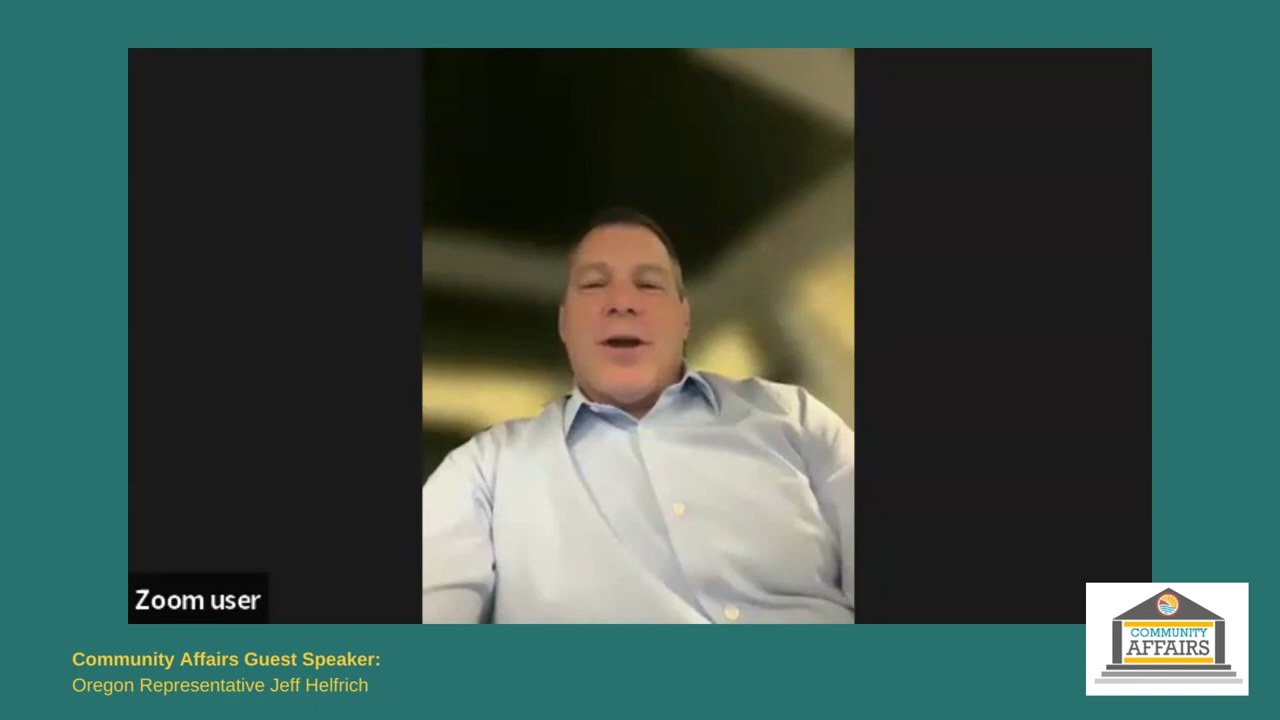 Zoom user
Community Affairs Guest Speaker:
Oregon Representative Jeff Helfrich
COMMUNITY
AFFAIRS